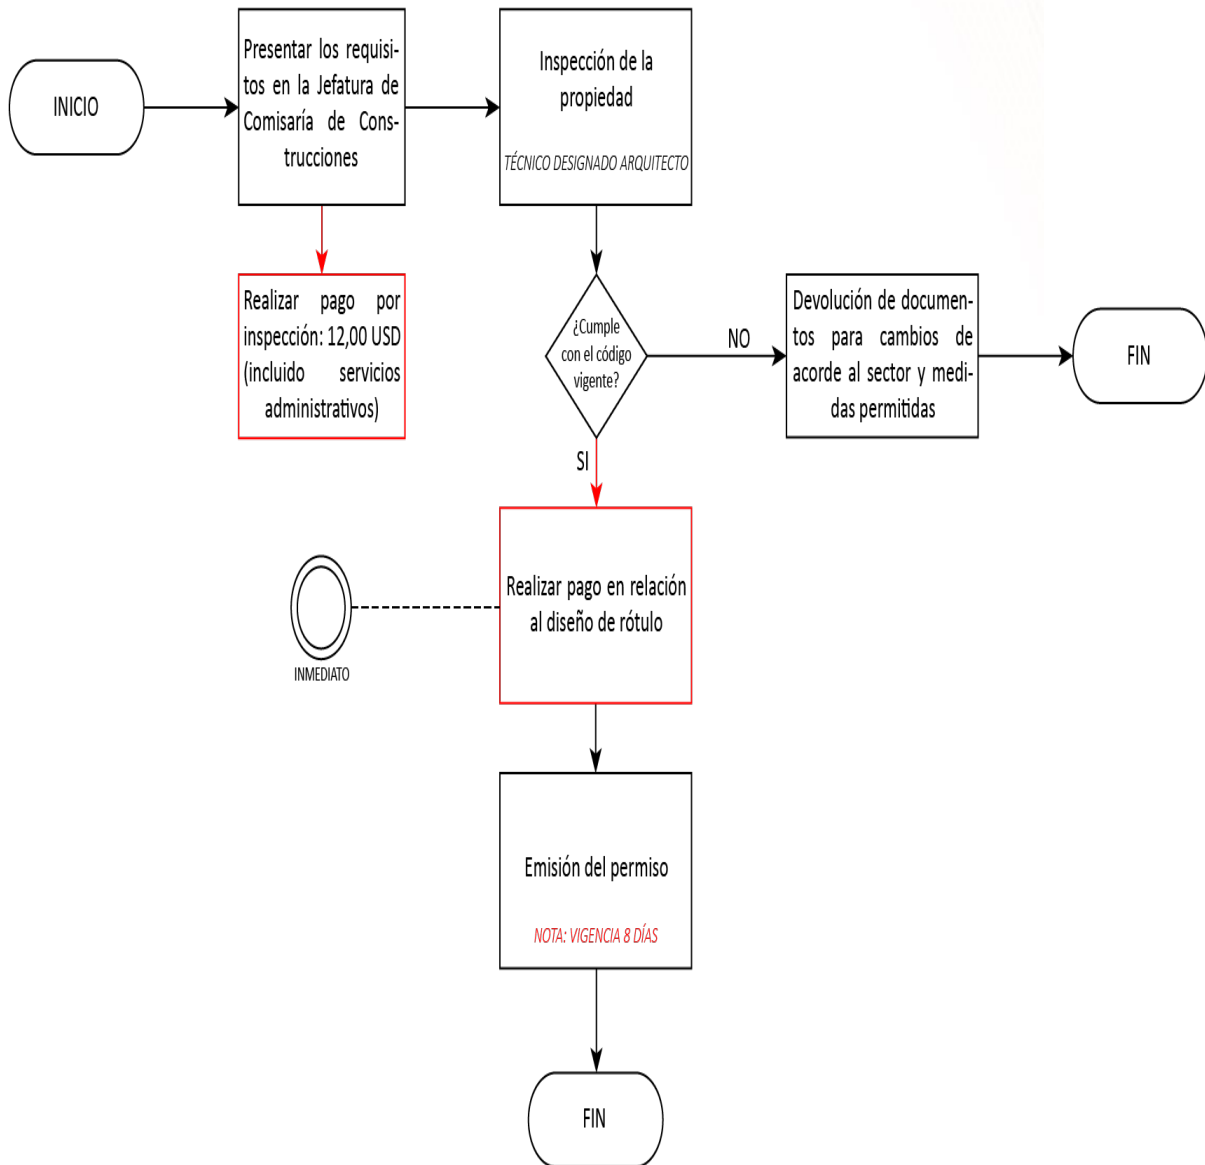 INICIO
Presentar los requisi-
tos en la Jefatura de
Comisaría de Cons-
trucciones
Inspección de la
propiedad
TÉCNICO DESIGNADO ARQUITECTO
Realizar pago por
inspección: 12,00 USD
(incluido servicios
administrativos)
¿Cumple
con el código
vigente?
NO
Devolución de documen-
tos para cambios de
acorde al sector y medi-
das permitidas
FIN
SI
Realizar pago en relación
al diseño de rótulo
INMEDIATO
Emisión del permiso
NOTA: VIGENCIA 8 DÍAS
FIN